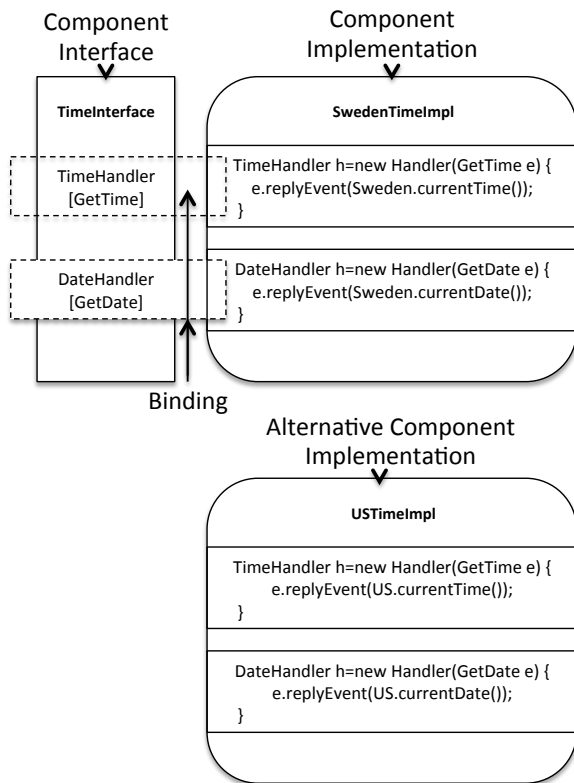 Component
Interface
Component
Implementation
TimeInterface
SwedenTimeImpl
TimeHandler
[GetTime]
TimeHandler h=new Handler(GetTime e) {
e.replyEvent(Sweden.currentTime());
}
DateHandler
[GetDate]
DateHandler h=new Handler(GetDate e) {
e.replyEvent(Sweden.currentDate());
}
Binding
Alternative Component
Implementation
USTimeImpl
TimeHandler h=new Handler(GetTime e) {
e.replyEvent(US.currentTime());
}
DateHandler h=new Handler(GetDate e) {
e.replyEvent(US.currentDate());
}